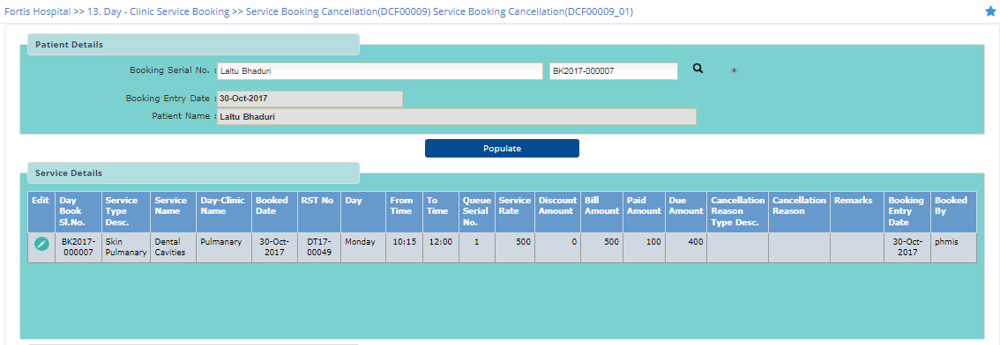 Fortis Hospital >> 13. Day - Clinic Service Booking >> Service Booking Cancellation(DCF00009) Service Booking Cancellation(DCF00009_01)
Patient Details
Booking Serial No. : Laltu Bhaduri BK2017-000007 *
Booking Entry Date : 30-Oct-2017
Patient Name : Laltu Bhaduri
Populate
Service Details
Edit Day Book Sl.No. Service Type Desc. Service Name Day-Clinic Name Booked Date RST No Day From Time To Time Queue Serial No. Service Rate Discount Amount Bill Amount Paid Amount Due Amount Cancellation Reason Type Desc. Cancellation Reason Remarks Booking Entry Date Booked By
BK2017-000007 Skin Pulmanary Dental Cavities Pulmanary 30-Oct-2017 DT17-00049 Monday 10:15 12:00 1 500 0 500 100 400 30-Oct-2017 phmis